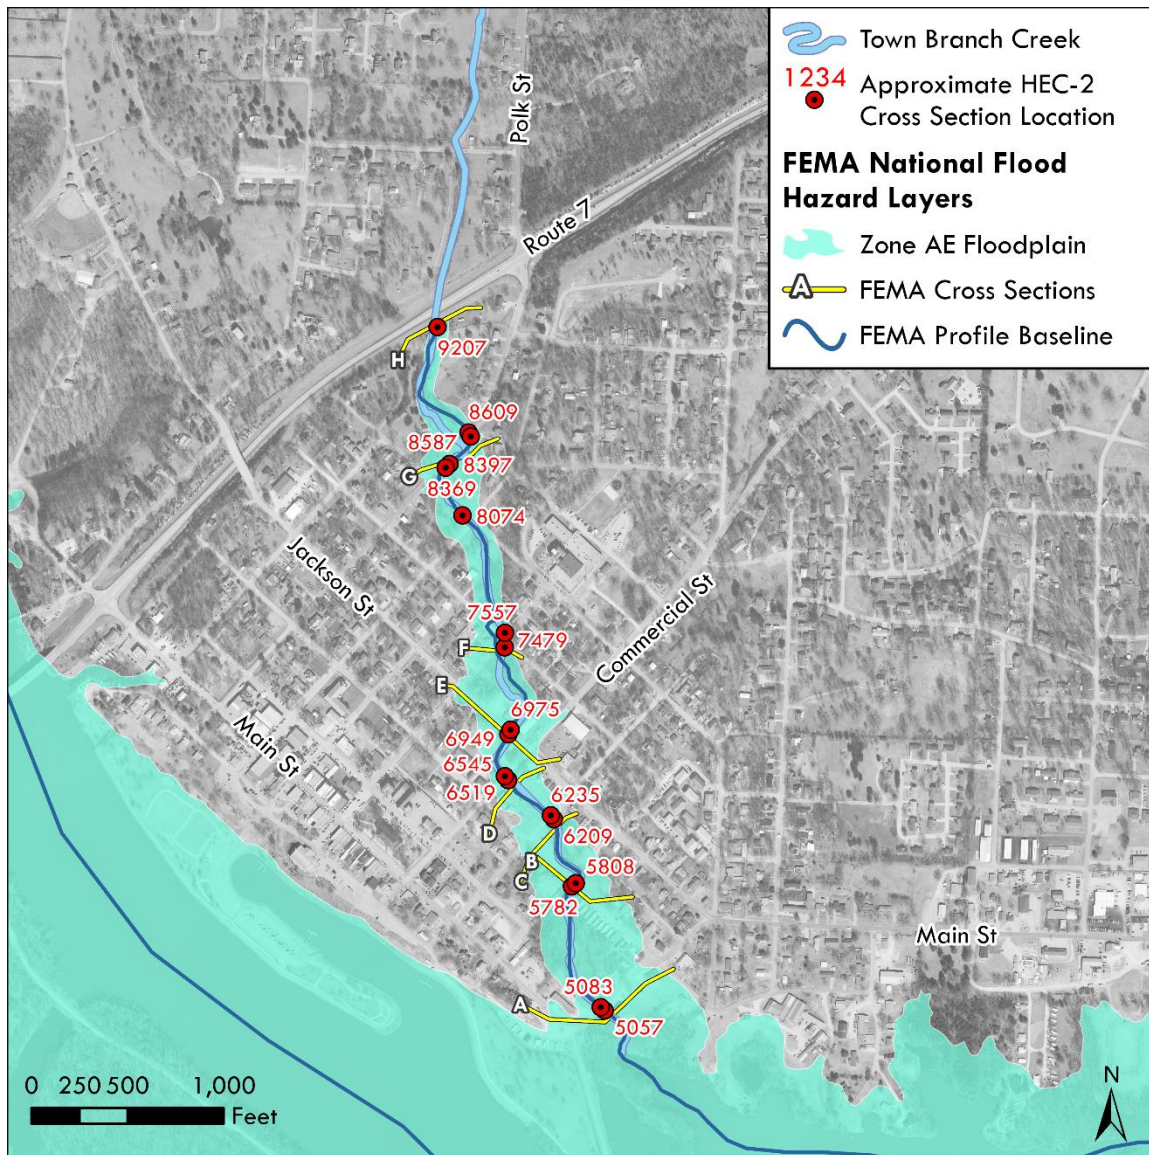 Town Branch Creek
1234
Approximate HEC-2
Cross Section Location
FEMA National Flood
Hazard Layers
Zone AE Floodplain
A
FEMA Cross Sections
FEMA Profile Baseline
Polk St
Route 7
H
9207
8609
8587
8397
G
8369
8074
Jackson St
Commercial St
7557
7479
F
E
6975
6949
Main St
6545
6519
6235
D
6209
B
5808
C
5782
Main St
5083
A
5057
0 250 500 1,000
Feet
N